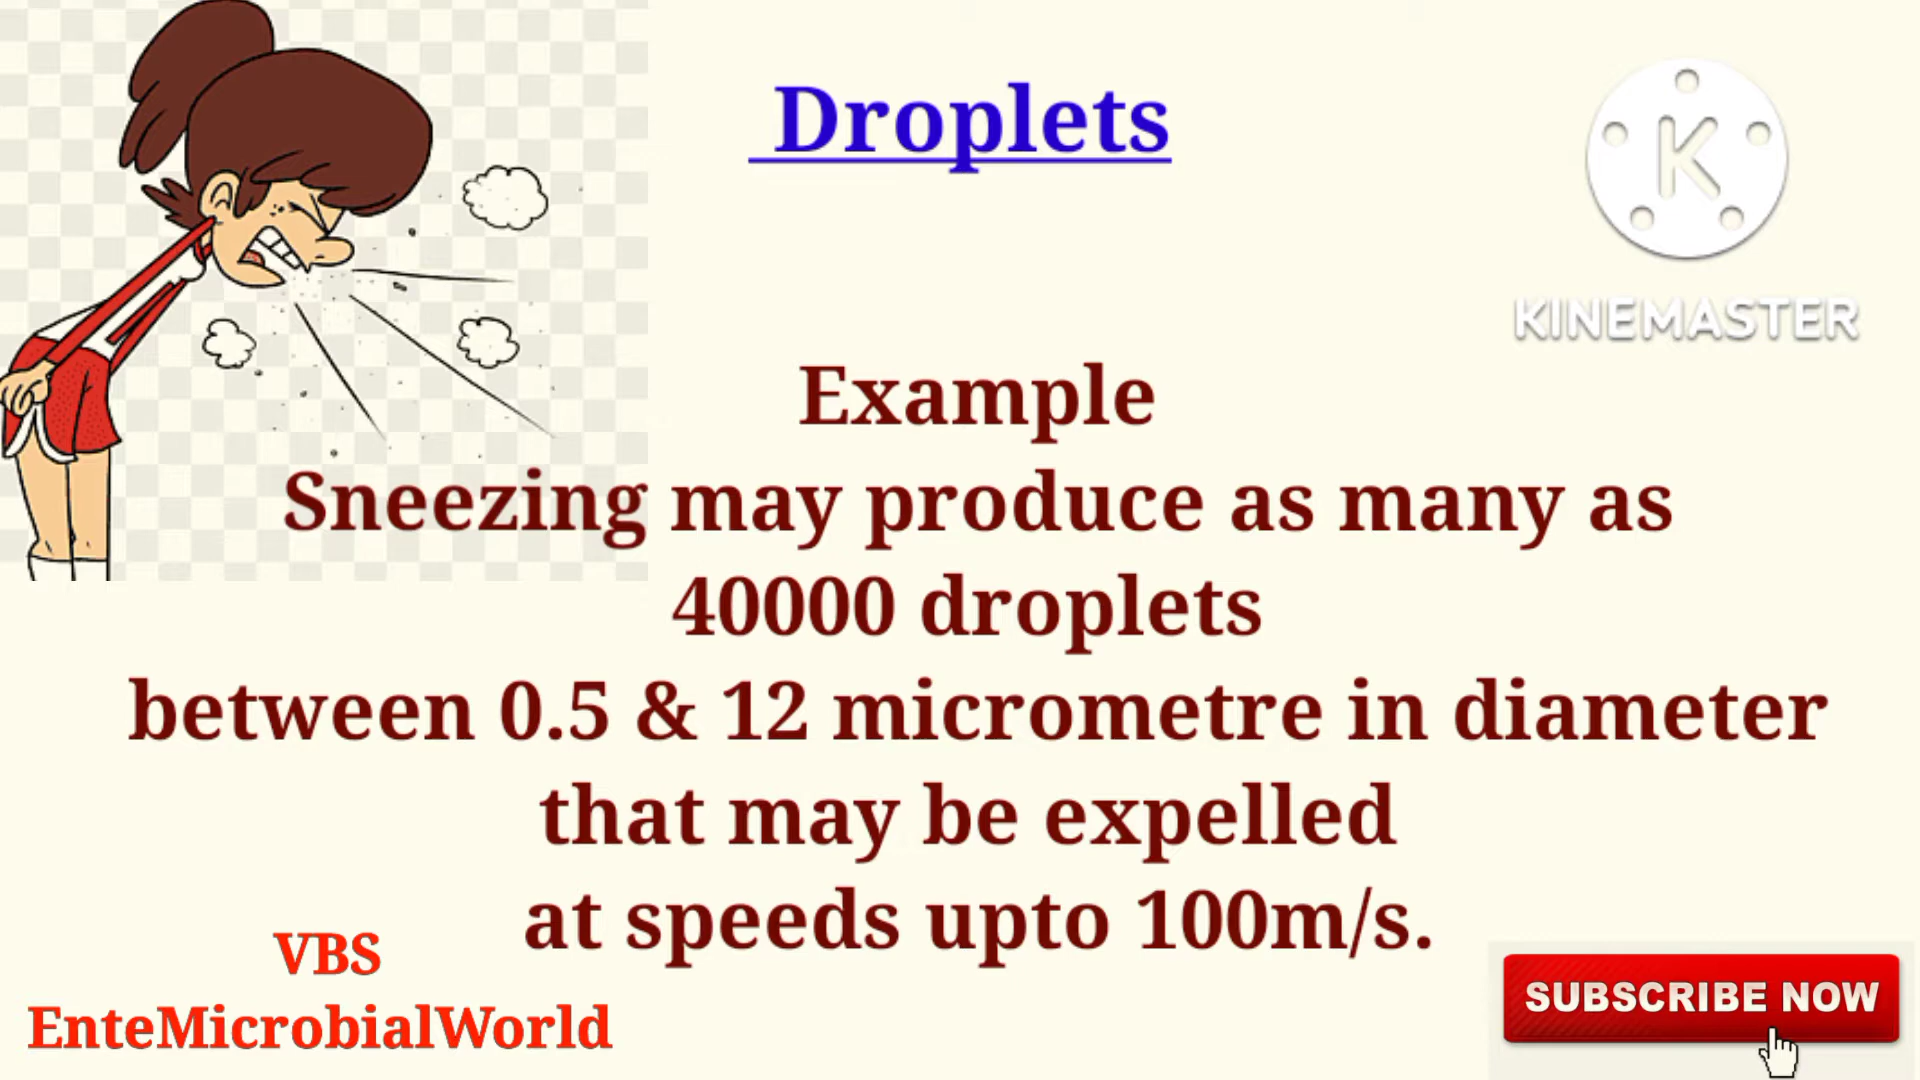 Droplets
K
KINEMASTER
Example
Sneezing may produce as many as
40000 droplets
between 0.5 & 12 micrometre in diameter
that may be expelled
at speeds upto 100m/s.
VBS
EnteMicrobialWorld
SUBSCRIBE NOW